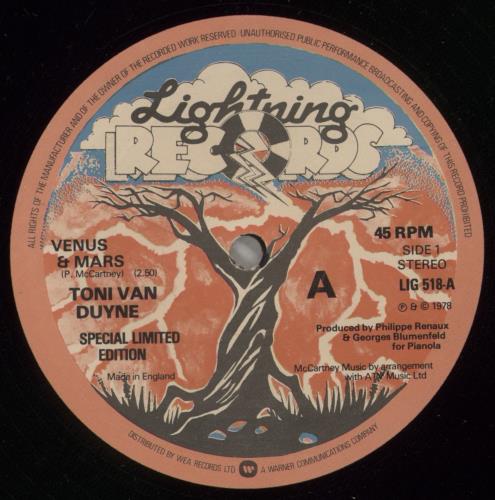 ALL RIGHTS OF THE MANUFACTURER AND OF THE OWNER OF THE RECORDED WORK RESERVED. UNAUTHORISED PUBLIC PERFORMANCE BROADCASTING AND COPYING OF THIS RECORD PROHIBITED
Lightning
RECORDS
VENUS
& MARS
(P. McCartney) (2.50)
TONI VAN
DUYNE
SPECIAL LIMITED
EDITION
Made in England
A
45 RPM
SIDE 1
STEREO
LIG 518-A
℗ & © 1978
Produced by Philippe Renaux
& Georges Blumenfeld
for Pianola
McCartney Music by arrangement
with ATV Music Ltd
DISTRIBUTED BY WEA RECORDS LTD W A WARNER COMMUNICATIONS COMPANY